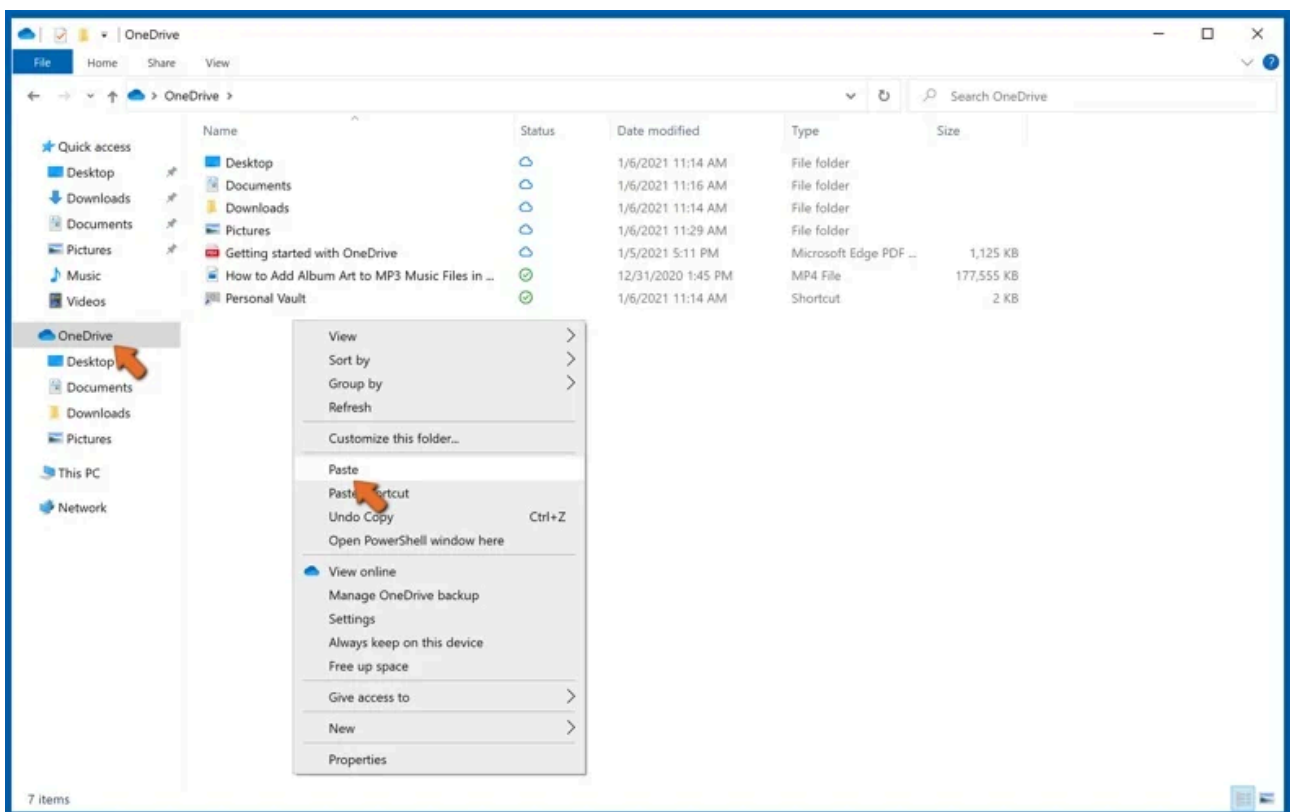 OneDrive
File Home Share View
OneDrive
Search OneDrive
Name Status Date modified Type Size
Quick access
Desktop
Downloads
Documents
Pictures
Music
Videos
OneDrive
Desktop
Documents
Downloads
Pictures
This PC
Network
Desktop 1/6/2021 11:14 AM File folder
Documents 1/6/2021 11:16 AM File folder
Downloads 1/6/2021 11:14 AM File folder
Pictures 1/6/2021 11:29 AM File folder
Getting started with OneDrive 1/5/2021 5:11 PM Microsoft Edge PDF ... 1,125 KB
How to Add Album Art to MP3 Music Files in ... 12/31/2020 1:45 PM MP4 File 177,555 KB
Personal Vault 1/6/2021 11:14 AM Shortcut 2 KB
View
Sort by
Group by
Refresh
Customize this folder...
Paste
Paste shortcut
Undo Copy Ctrl+Z
Open PowerShell window here
View online
Manage OneDrive backup
Settings
Always keep on this device
Free up space
Give access to
New
Properties
7 items